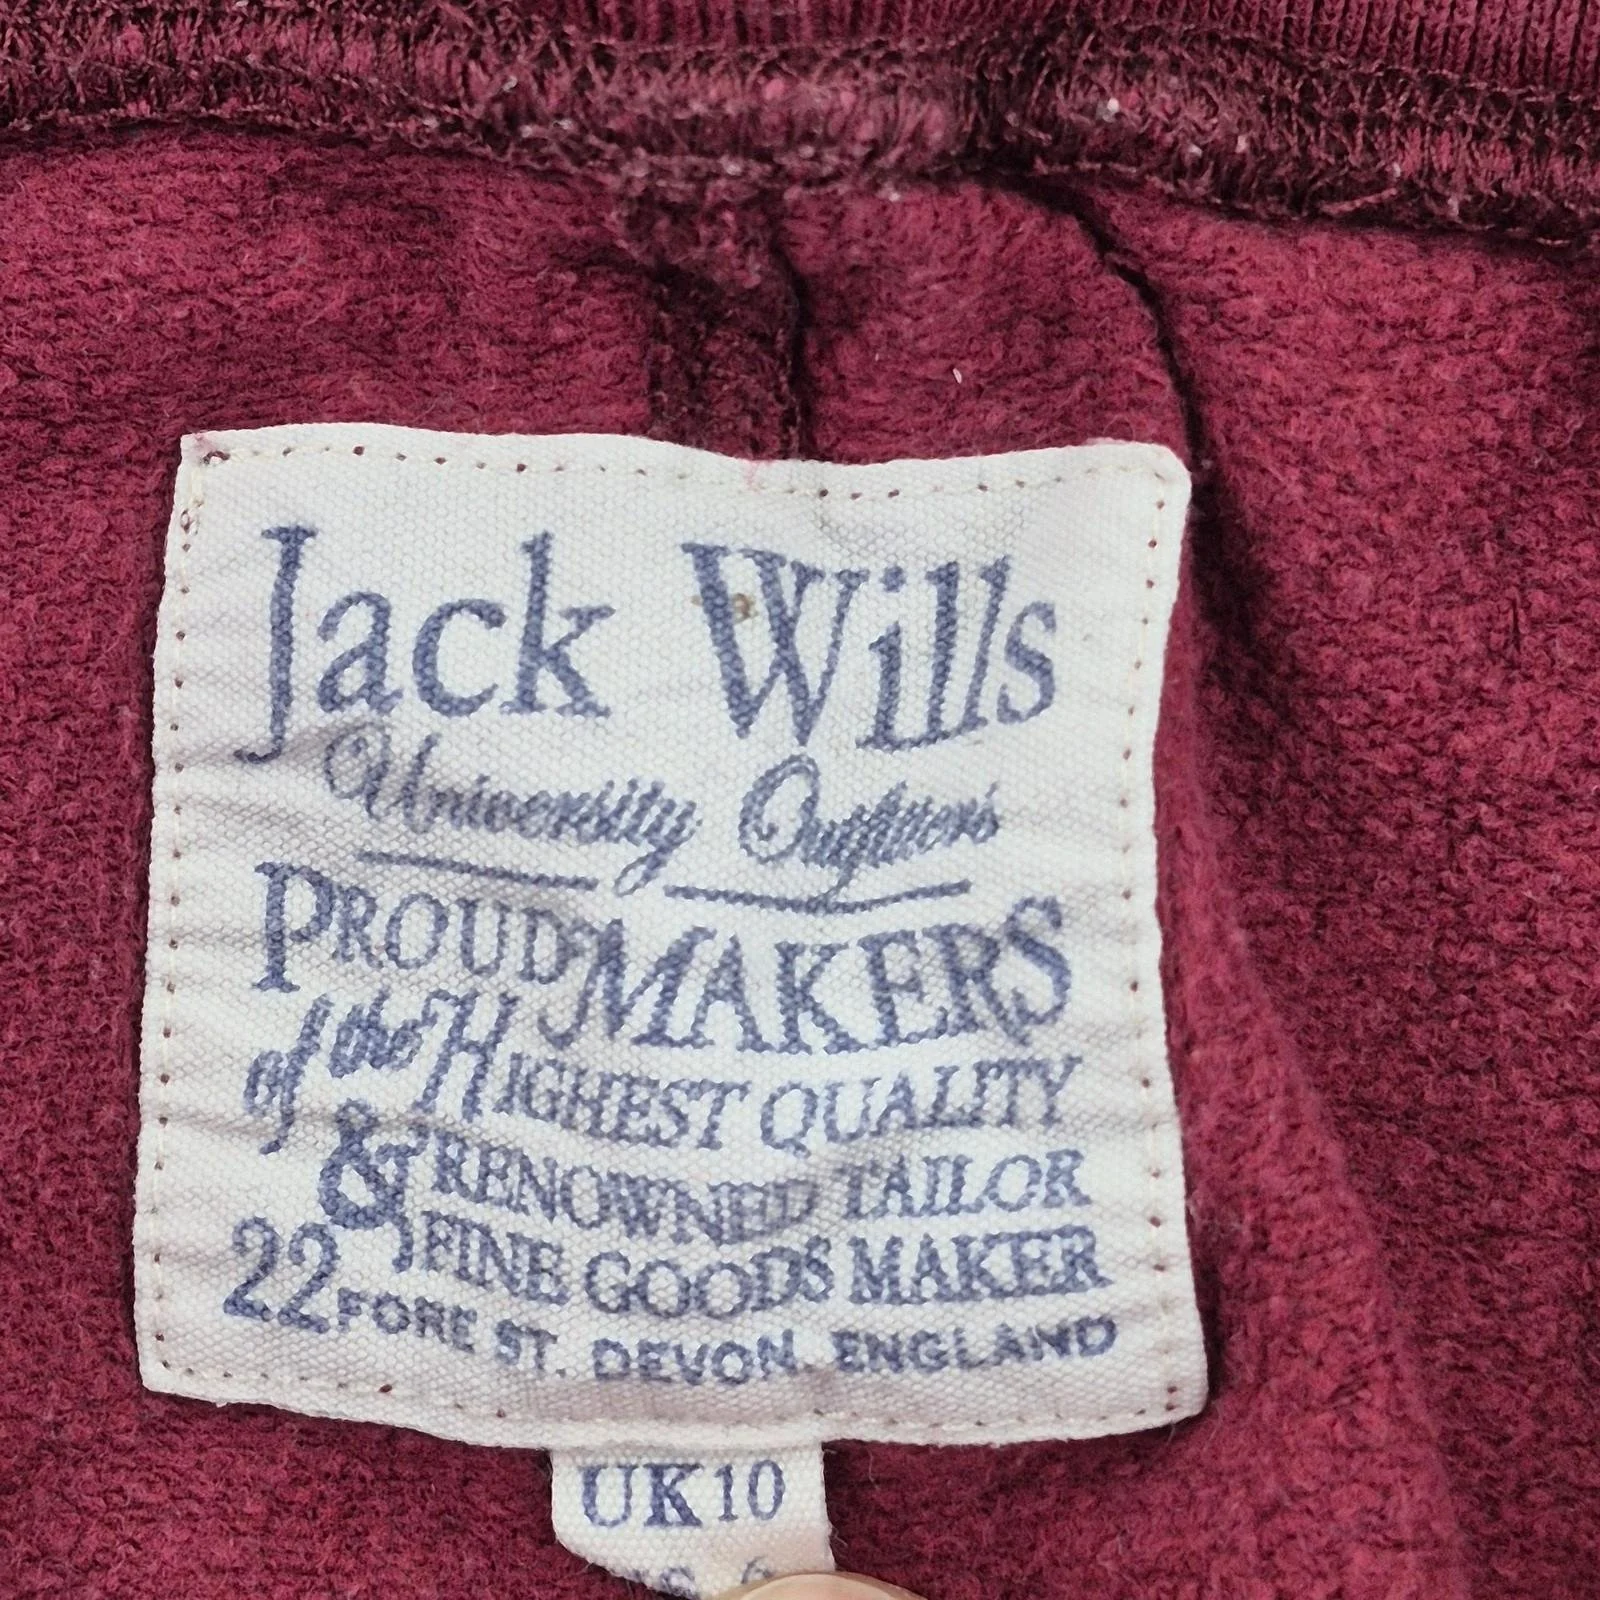 Jack Wills
University Outfitters
PROUD MAKERS
of the HIGHEST QUALITY
& RENOWNED TAILOR
FINE GOODS MAKER
22 FORE ST. DEVON, ENGLAND
UK10